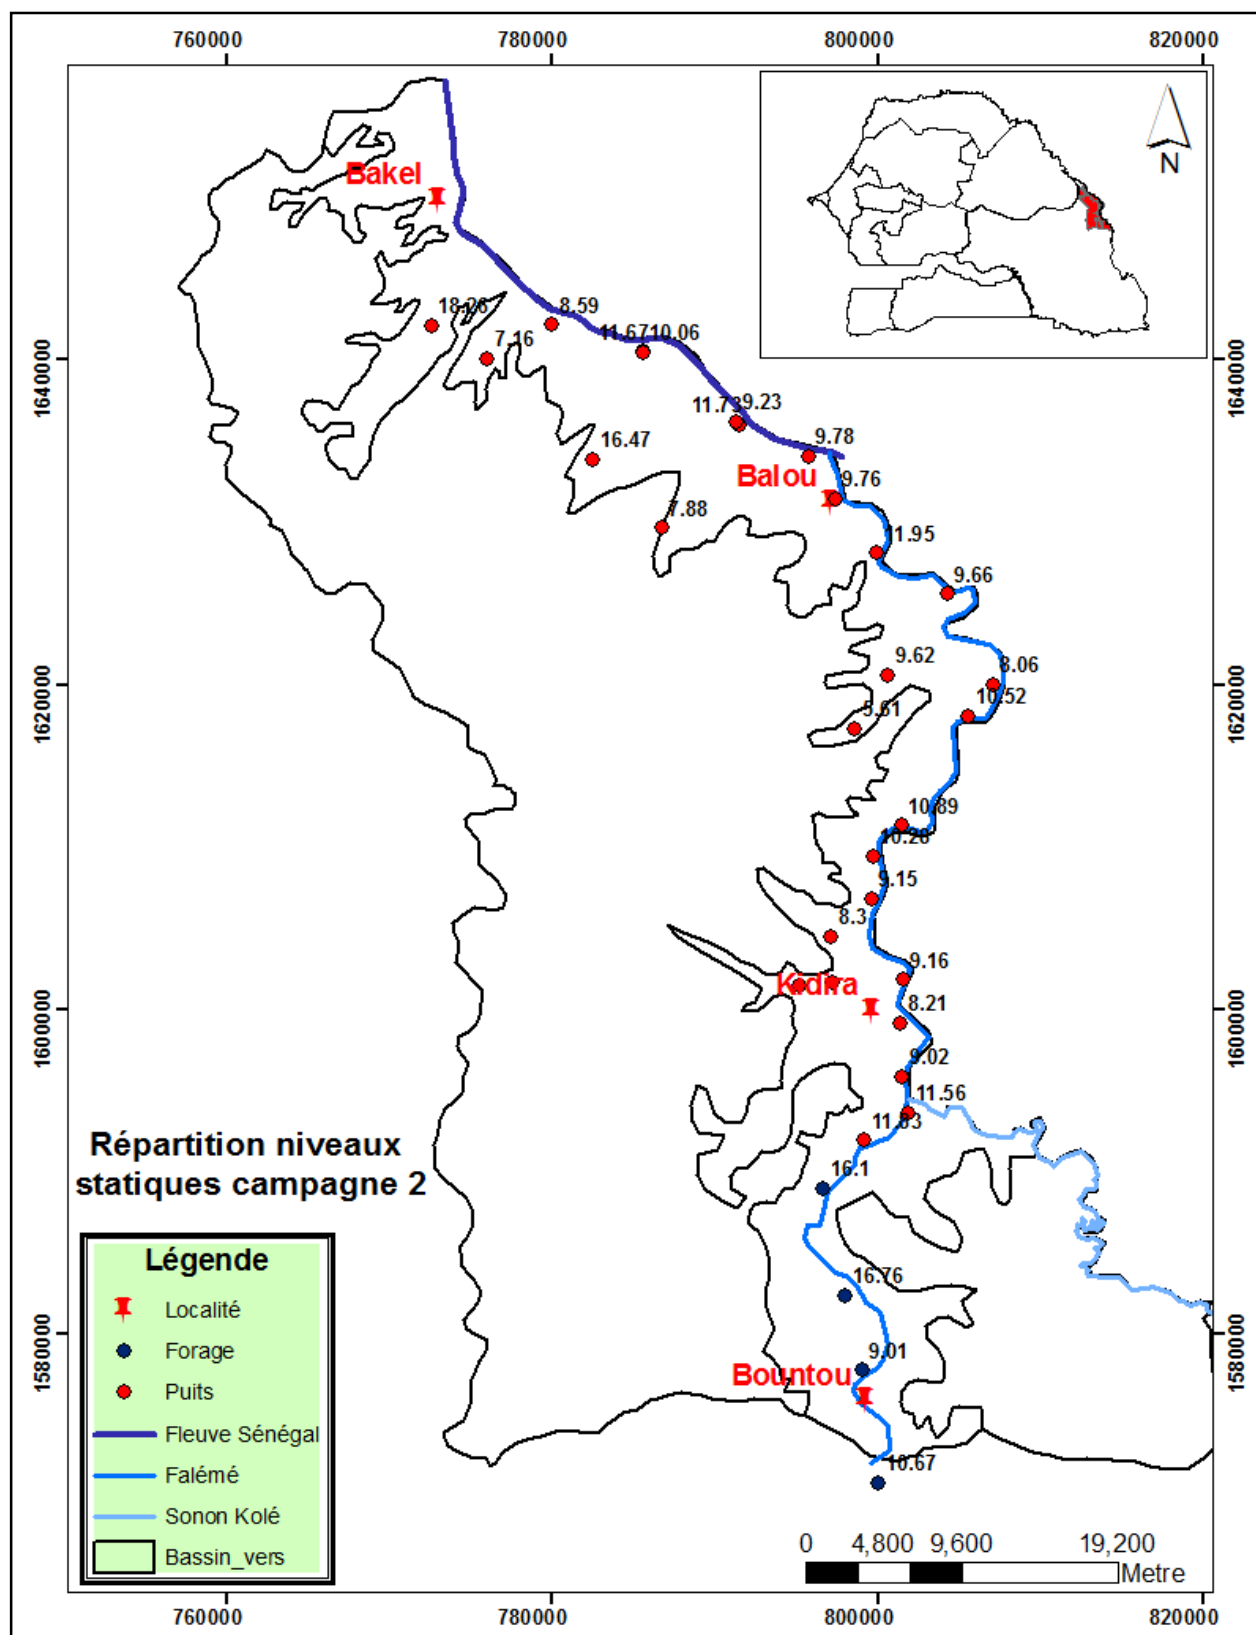 760000 780000 800000 820000
N
Bakel
18.26
8.59
7.16
11.67 10.06
1640000 1640000
11.73 9.23
16.47
9.78
Balou
9.76
7.88
11.95
9.66
9.62
8.06
5.61
10.52
1620000 1620000
10.89
10.28
9.15
8.3
9.16
Kidira
8.21
1600000 1600000
9.02
11.56
11.83
16.1
16.76
9.01
Bountou
10.67
1580000 1580000
Répartition niveaux
statiques campagne 2
Légende
Localité
Forage
Puits
Fleuve Sénégal
Falémé
Sonon Kolé
Bassin_vers
0 4,800 9,600 19,200
Metre
760000 780000 800000 820000